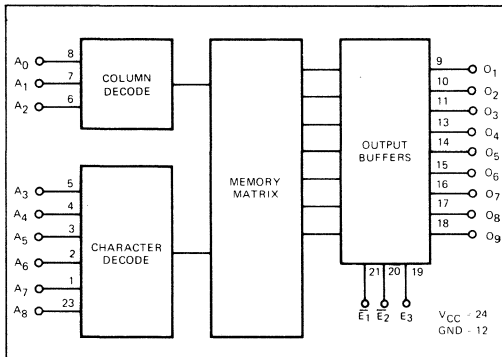 A0 8
A1 7
A2 6
COLUMN
DECODE
A3 5
A4 4
A5 3
A6 2
A7 1
A8 23
CHARACTER
DECODE
MEMORY
MATRIX
OUTPUT
BUFFERS
9 O1
10 O2
11 O3
13 O4
14 O5
15 O6
16 O7
17 O8
18 O9
21 20 19
E̅1 E̅2 E3
VCC - 24
GND - 12